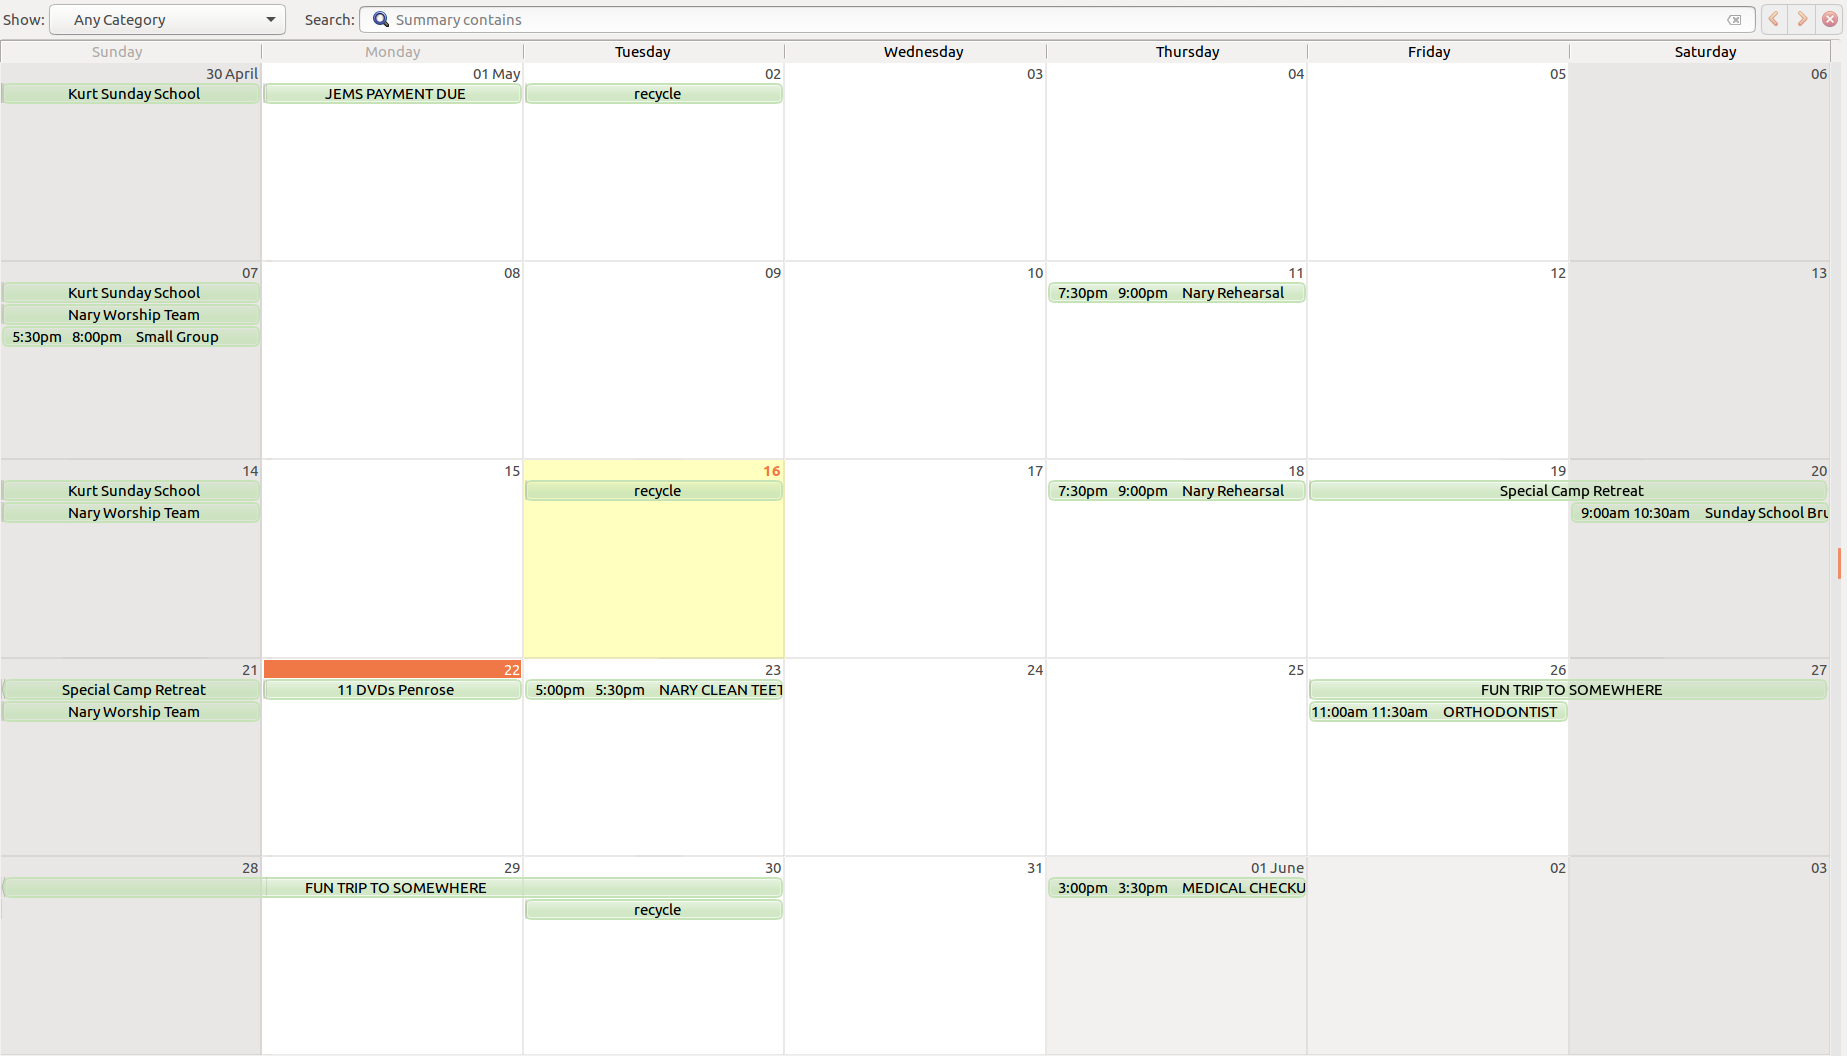 Show: Any Category Search: Summary contains
Sunday Monday Tuesday Wednesday Thursday Friday Saturday
30 April 01 May 02 03 04 05 06
Kurt Sunday School JEMS PAYMENT DUE recycle
07 08 09 10 11 12 13
Kurt Sunday School 7:30pm 9:00pm Nary Rehearsal
Nary Worship Team
5:30pm 8:00pm Small Group
14 15 16 17 18 19 20
Kurt Sunday School recycle 7:30pm 9:00pm Nary Rehearsal Special Camp Retreat
Nary Worship Team 9:00am 10:30am Sunday School Bru
21 22 23 24 25 26 27
Special Camp Retreat 11 DVDs Penrose 5:00pm 5:30pm NARY CLEAN TEET FUN TRIP TO SOMEWHERE
Nary Worship Team 11:00am 11:30am ORTHODONTIST
28 29 30 31 01 June 02 03
FUN TRIP TO SOMEWHERE 3:00pm 3:30pm MEDICAL CHECKU
recycle